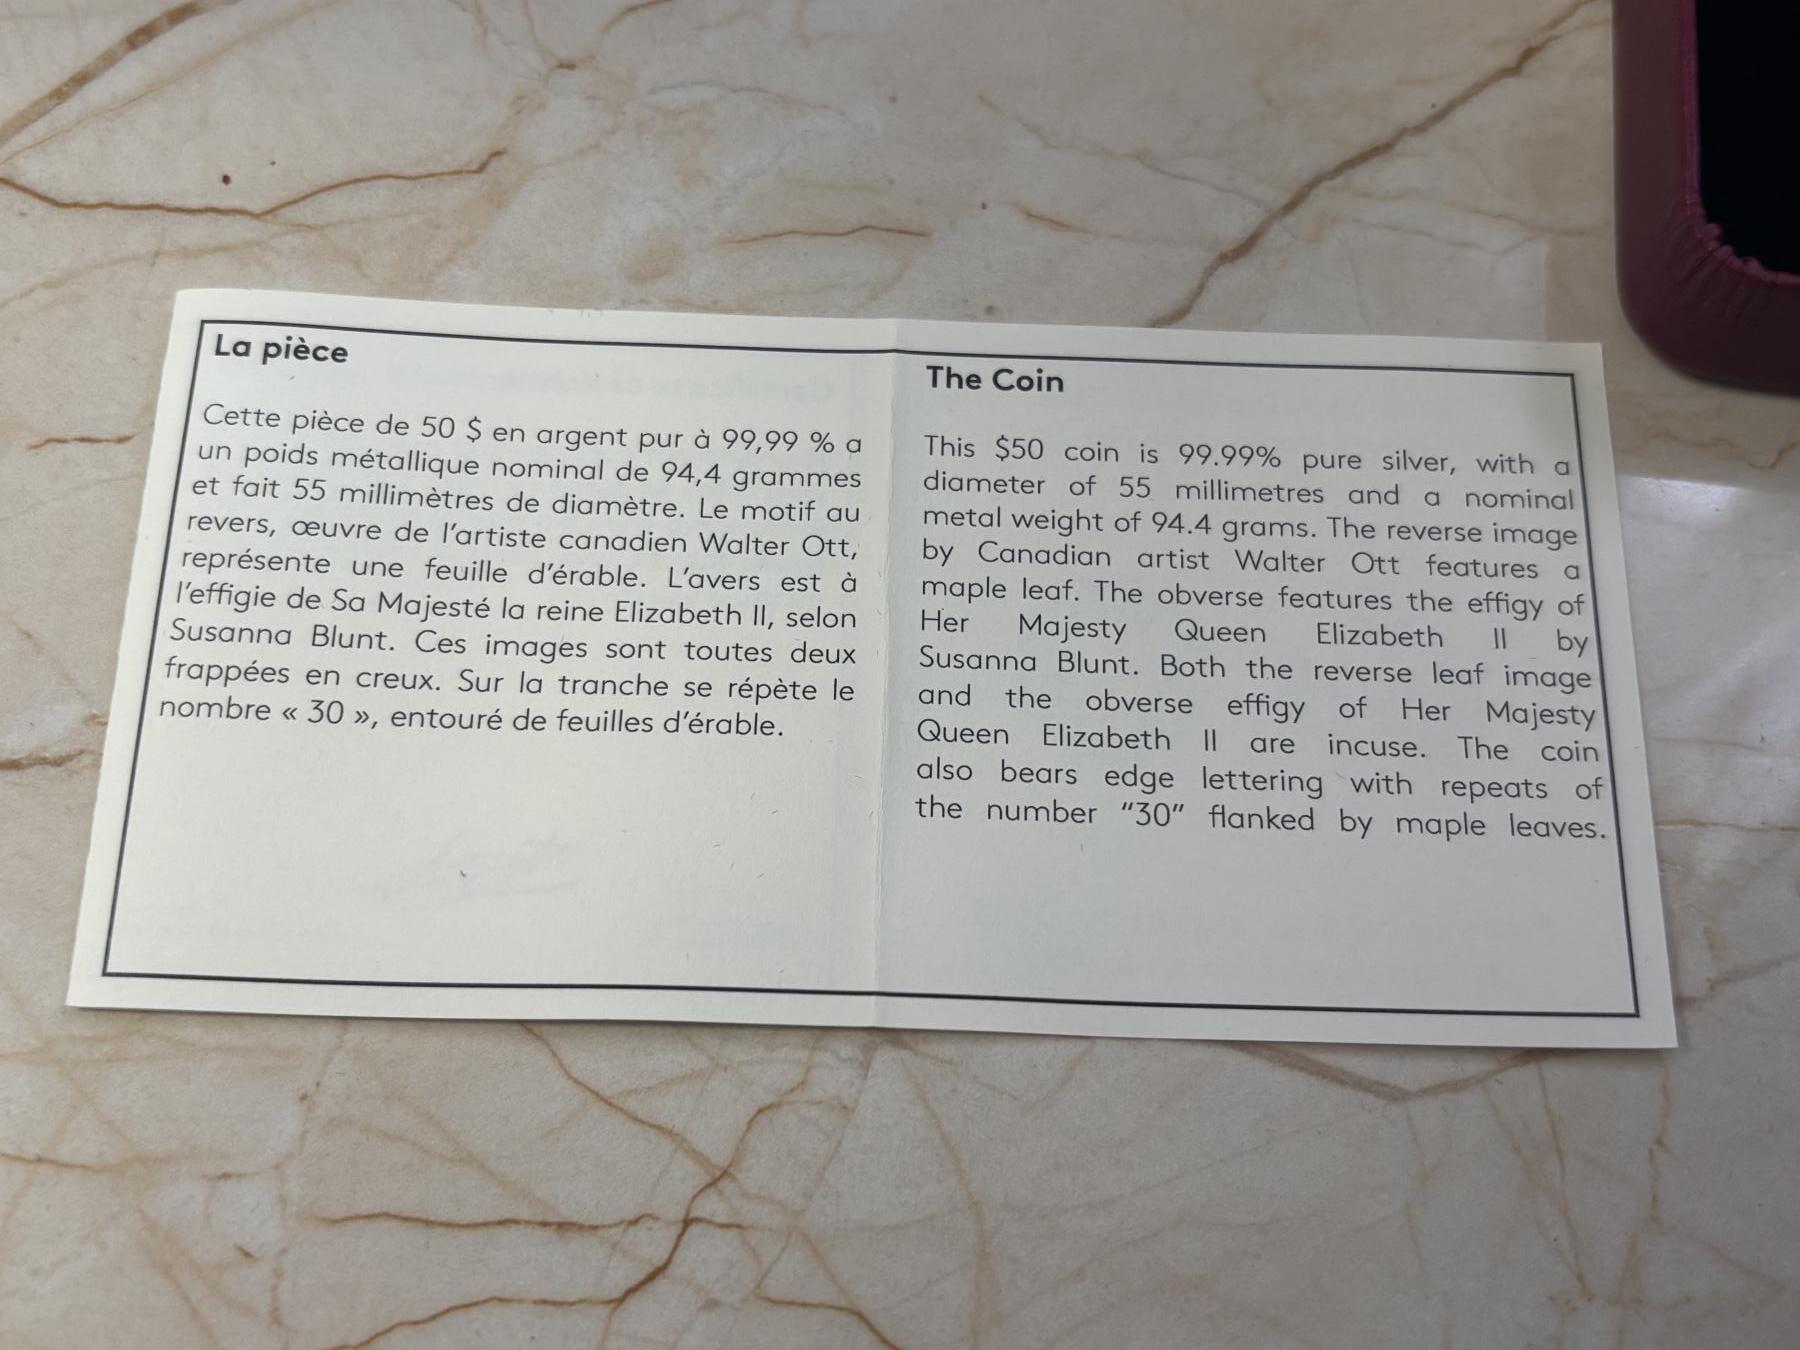 La pièce
Cette pièce de 50 $ en argent pur à 99,99 % a
un poids métallique nominal de 94,4 grammes
et fait 55 millimètres de diamètre. Le motif au
revers, œuvre de l'artiste canadien Walter Ott,
représente une feuille d'érable. L'avers est à
l'effigie de Sa Majesté la reine Elizabeth II, selon
Susanna Blunt. Ces images sont toutes deux
frappées en creux. Sur la tranche se répète le
nombre « 30 », entouré de feuilles d'érable.
The Coin
This $50 coin is 99.99% pure silver, with a
diameter of 55 millimetres and a nominal
metal weight of 94.4 grams. The reverse image
by Canadian artist Walter Ott features a
maple leaf. The obverse features the effigy of
Her Majesty Queen Elizabeth II by
Susanna Blunt. Both the reverse leaf image
and the obverse effigy of Her Majesty
Queen Elizabeth II are incuse. The coin
also bears edge lettering with repeats of
the number "30" flanked by maple leaves.